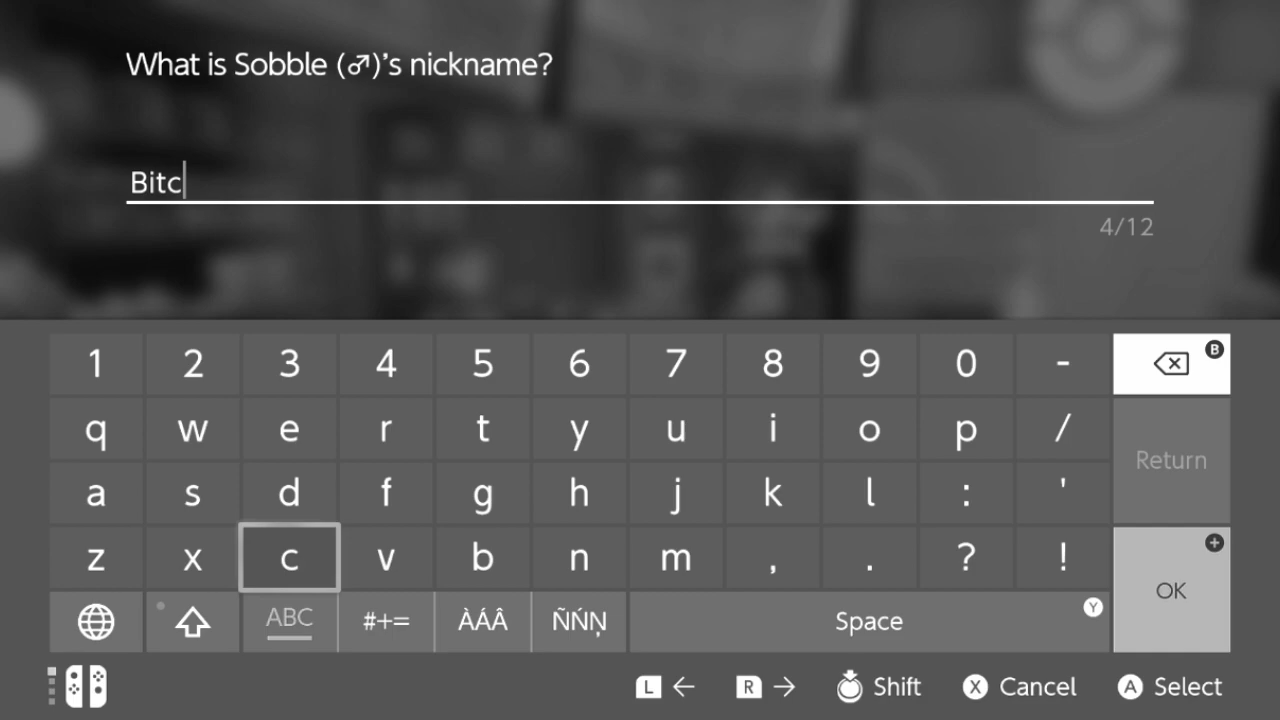 What is Sobble (♂)'s nickname?
Bitc
4/12
1 2 3 4 5 6 7 8 9 0 - B
q w e r t y u i o p / Return
a s d f g h j k l : '
z x c v b n m , . ? ! + OK
ABC #+= ÀÁÂ ÑŃŅ Space Y
L ← R → Shift X Cancel A Select